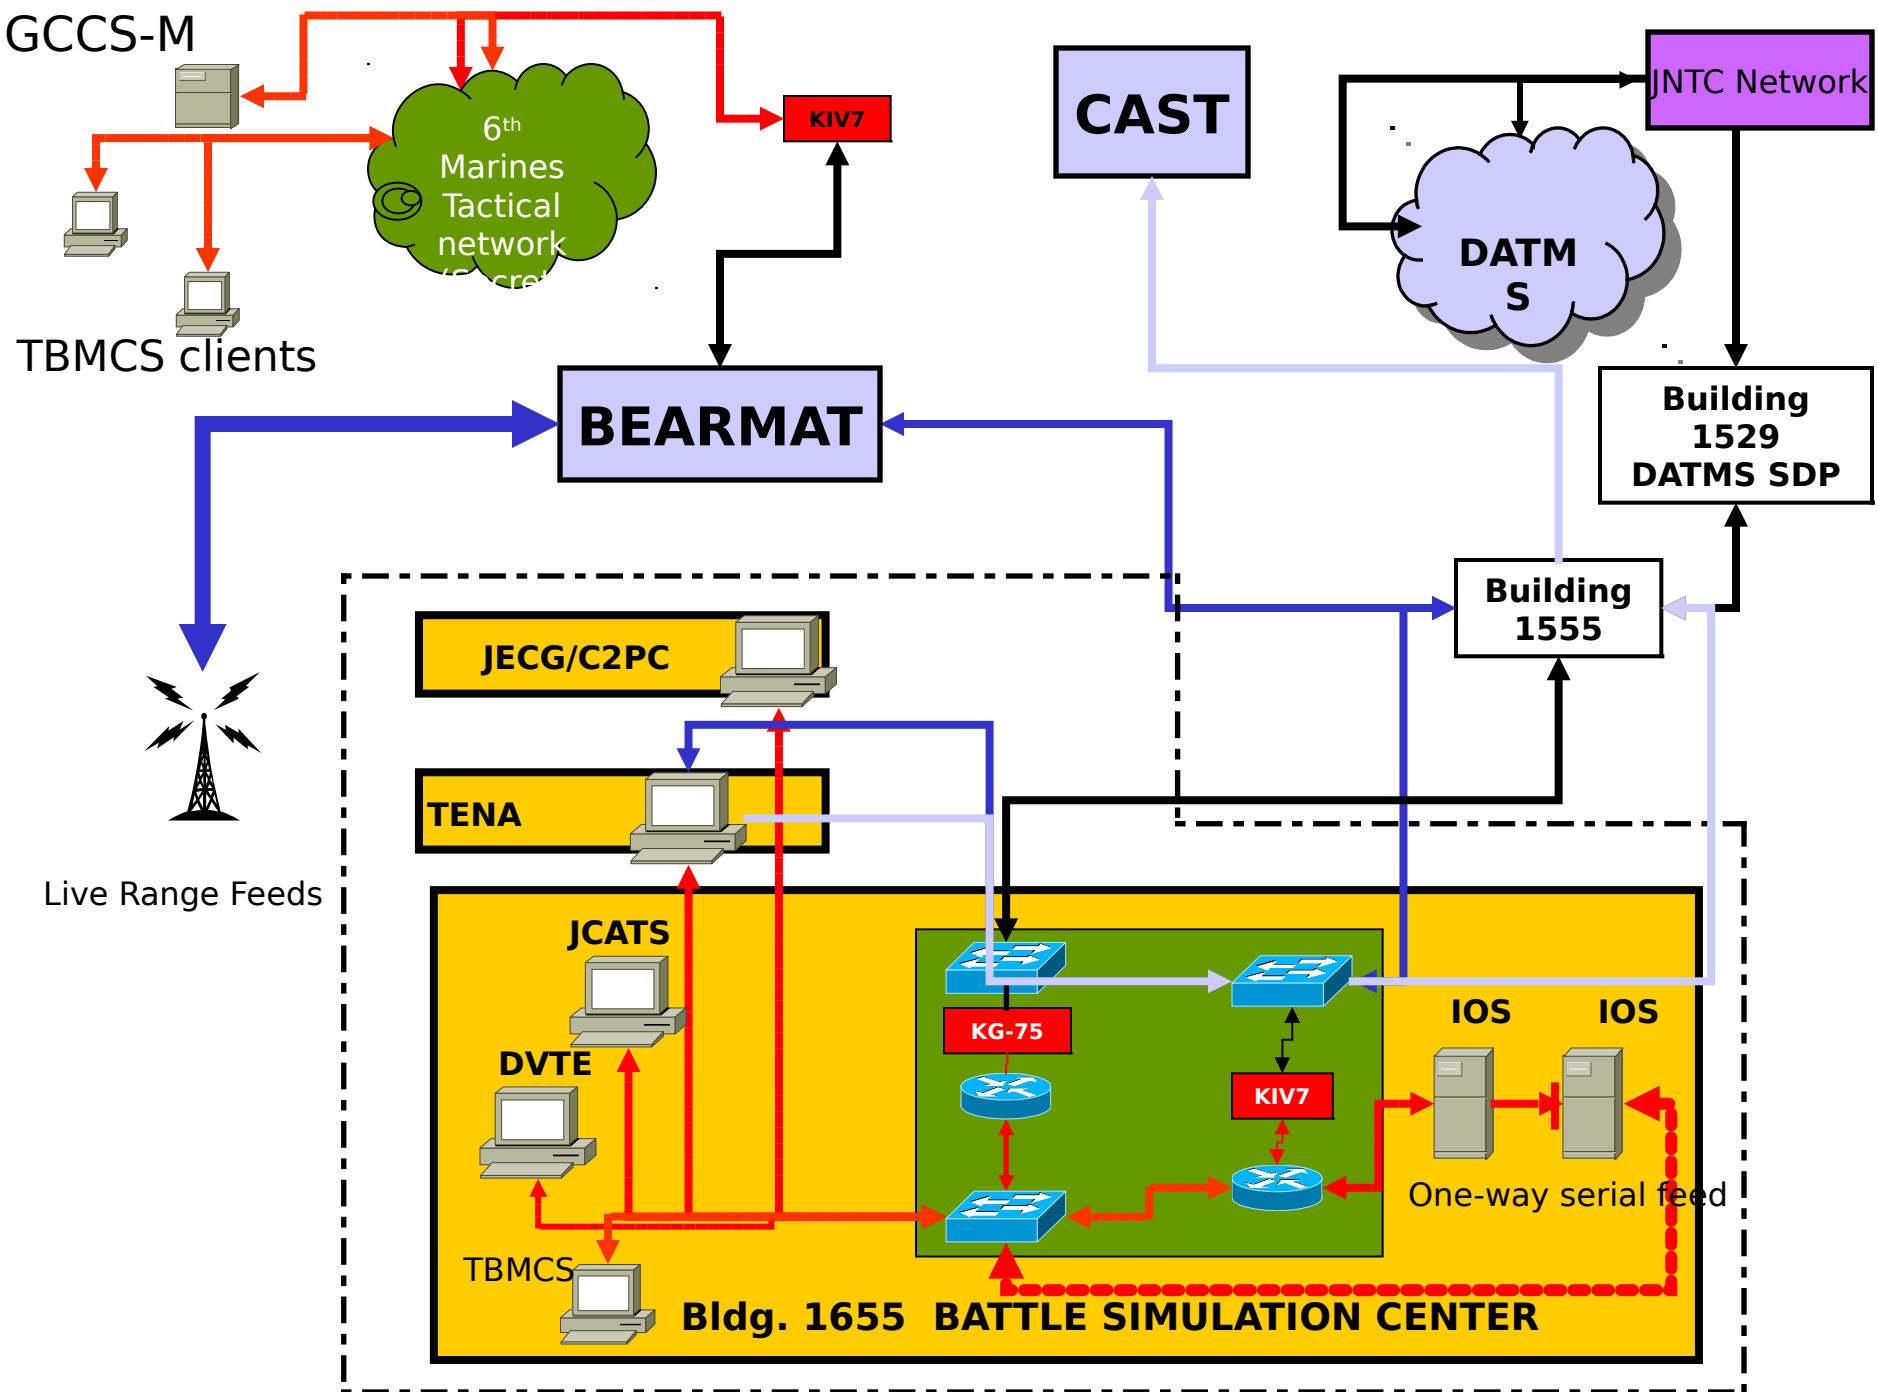 GCCS-M
6th
Marines
Tactical
network
(Secret
KIV7
CAST
JNTC Network
DATM
S
TBMCS clients
BEARMAT
Building
1529
DATMS SDP
Building
1555
JECG/C2PC
TENA
Live Range Feeds
JCATS
DVTE
KG-75
KIV7
IOS
IOS
One-way serial feed
TBMCS
Bldg. 1655 BATTLE SIMULATION CENTER